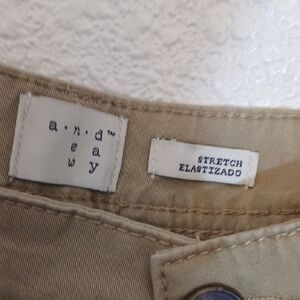 a·n·d™
e a
w y
STRETCH
ELASTIZADO